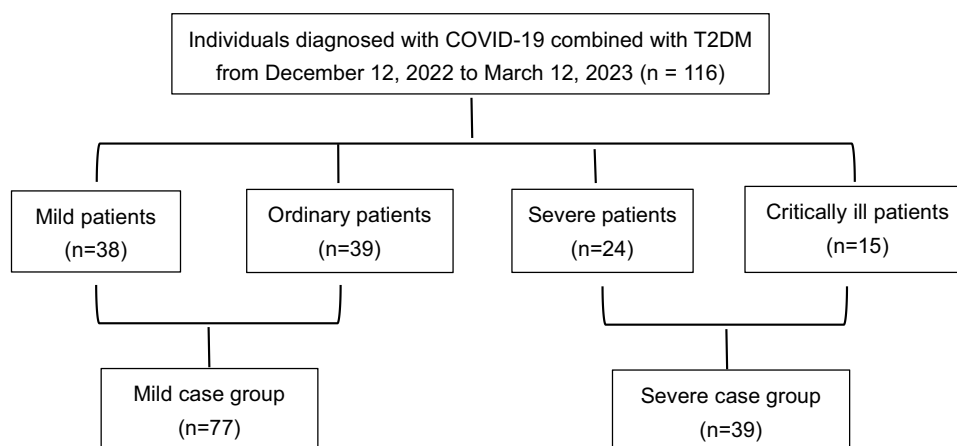 Individuals diagnosed with COVID-19 combined with T2DM
from December 12, 2022 to March 12, 2023 (n = 116)
Mild patients
(n=38)
Ordinary patients
(n=39)
Severe patients
(n=24)
Critically ill patients
(n=15)
Mild case group
(n=77)
Severe case group
(n=39)